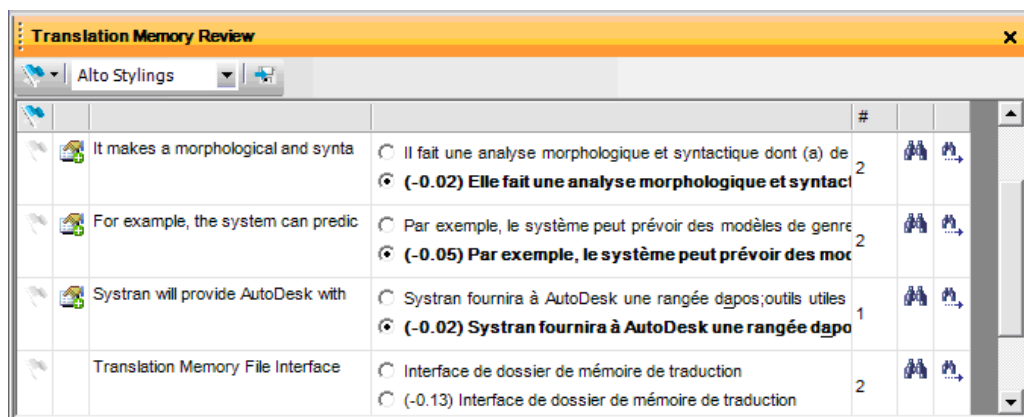 Translation Memory Review
Alto Stylings
#
It makes a morphological and synta
Il fait une analyse morphologique et syntactique dont (a) de
(-0.02) Elle fait une analyse morphologique et syntact
2
For example, the system can predic
Par exemple, le système peut prévoir des modèles de genre
(-0.05) Par exemple, le système peut prévoir des mod
2
Systran will provide AutoDesk with
Systran fournira à AutoDesk une rangée dapos;outils utiles
(-0.02) Systran fournira à AutoDesk une rangée dapo
1
Translation Memory File Interface
Interface de dossier de mémoire de traduction
(-0.13) Interface de dossier de mémoire de traduction
2